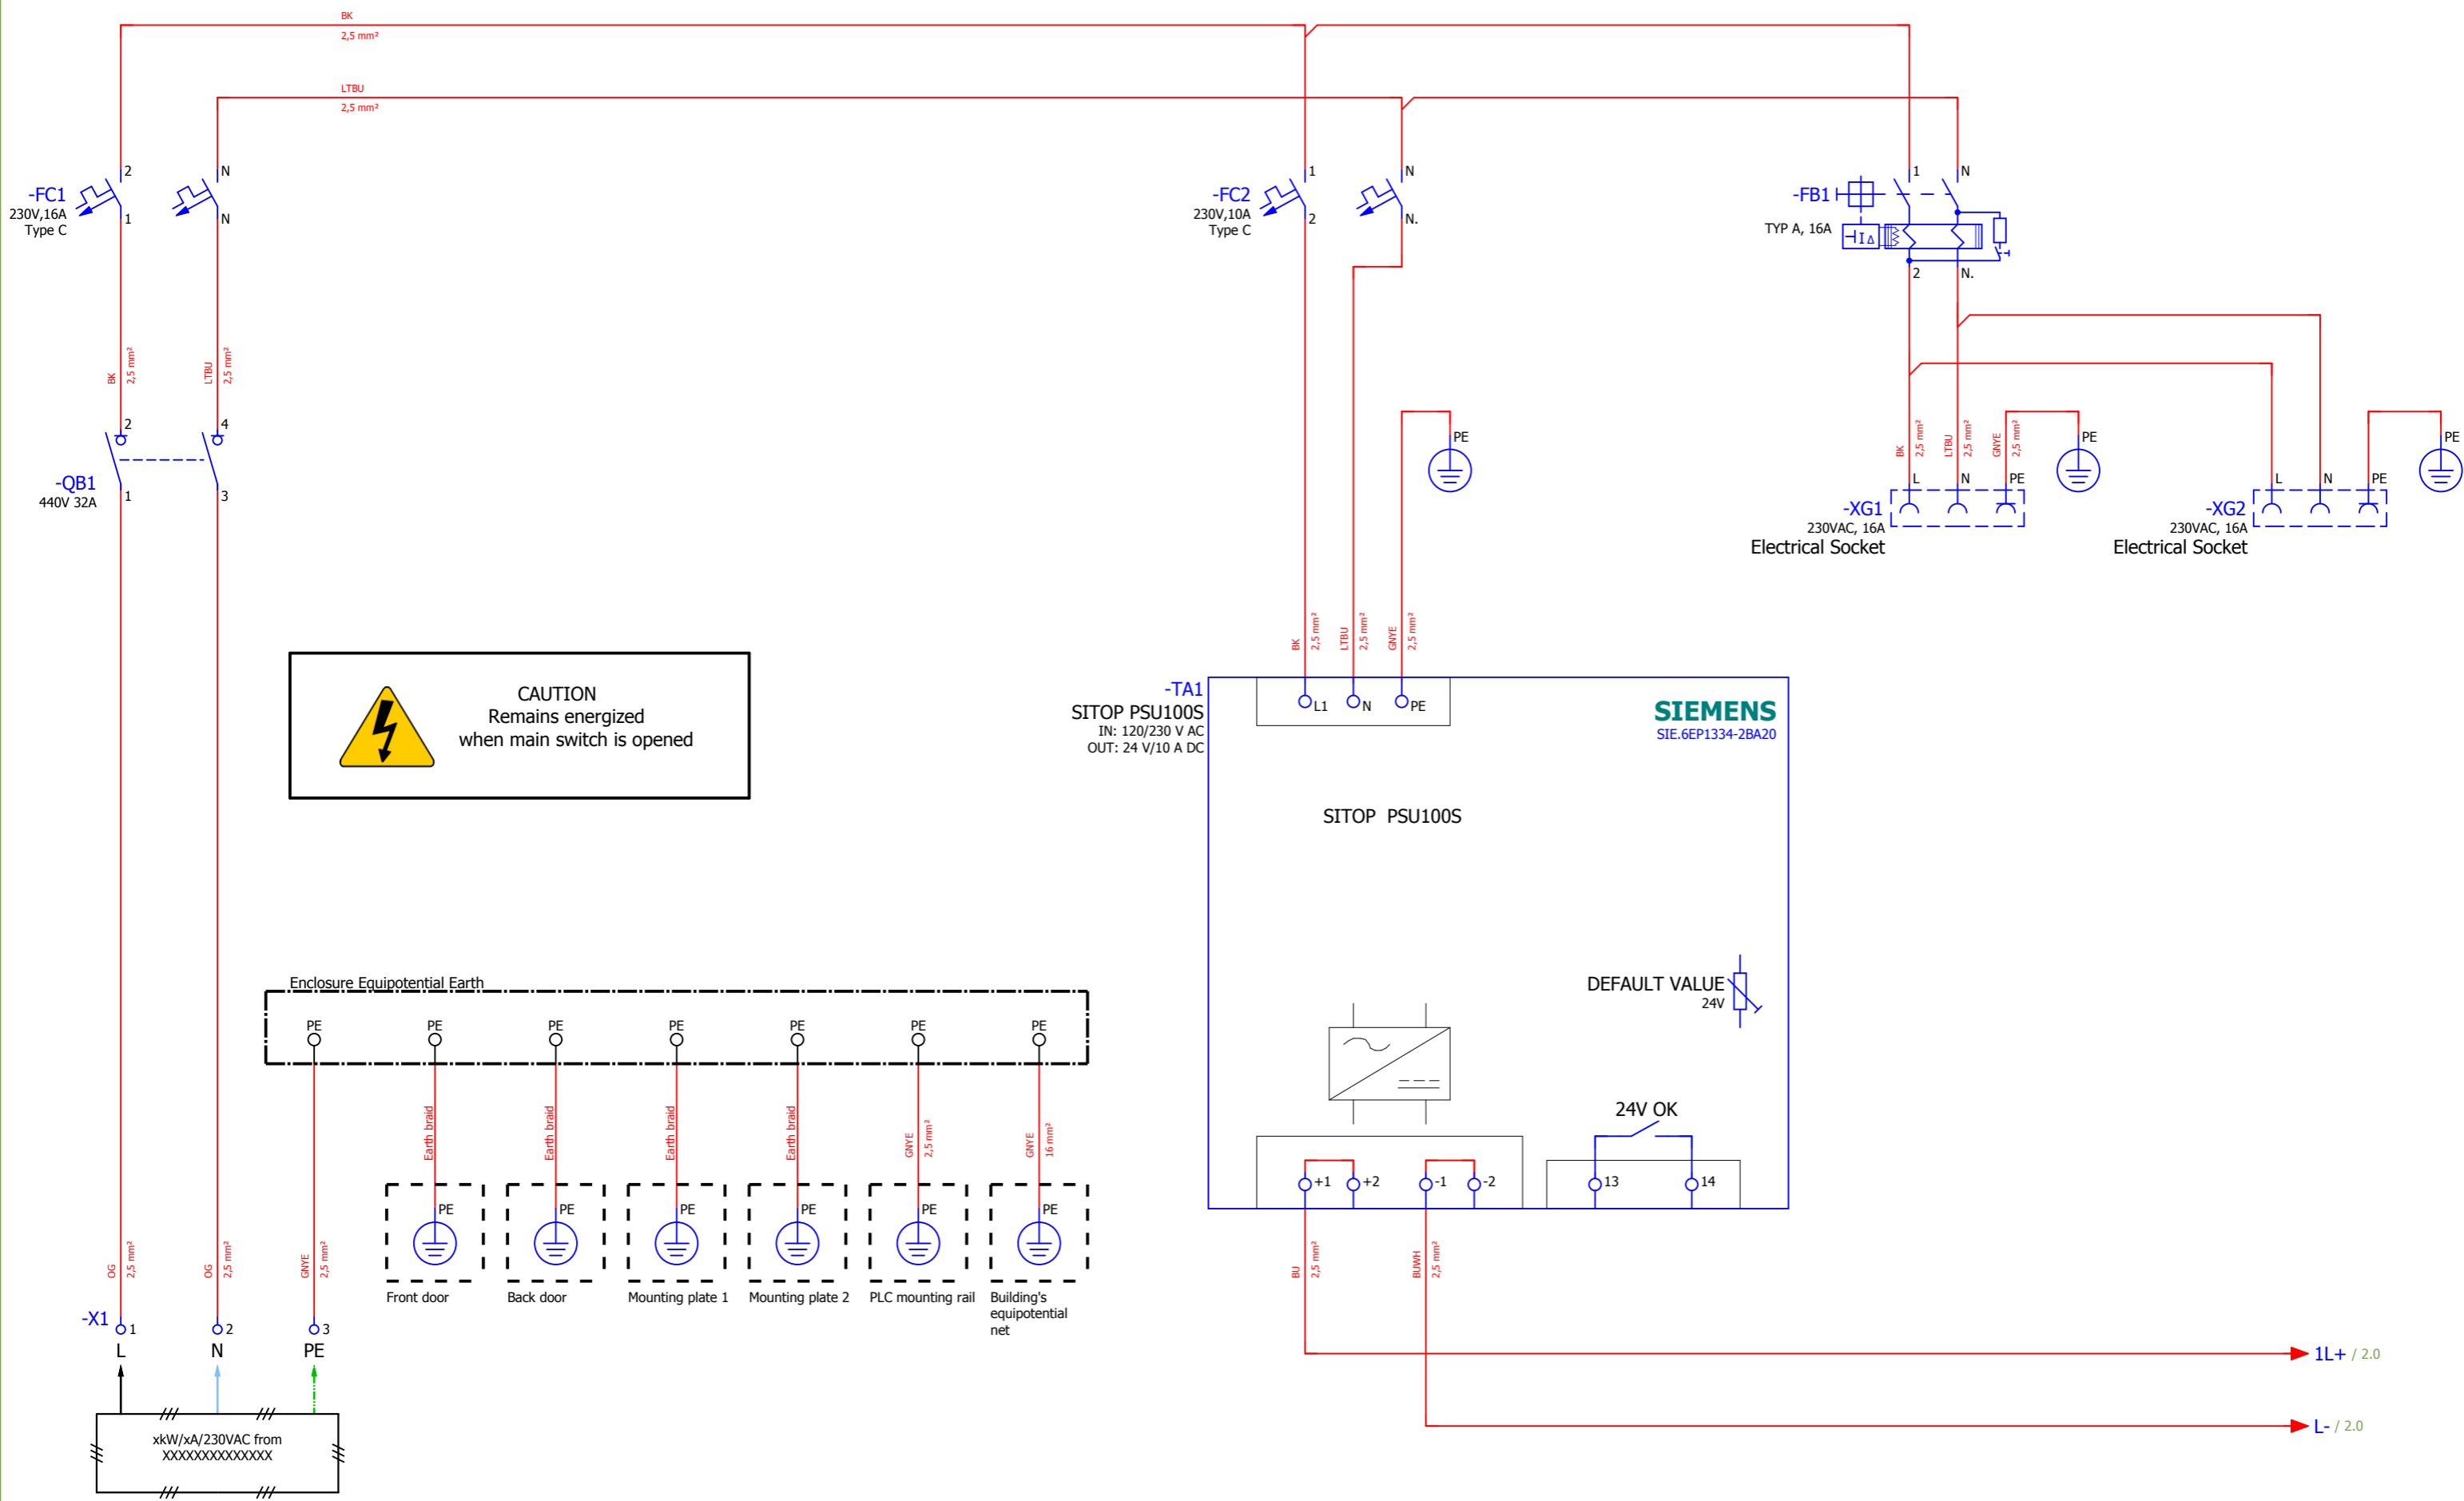 BK
2,5 mm²
LTBU
2,5 mm²
-FC1
230V,16A
Type C
2
1
N
N
-FC2
230V,10A
Type C
1
2
N
N.
-FB1
TYP A, 16A
1
N
I Δ
2
N.
BK
2,5 mm²
LTBU
2,5 mm²
-QB1
440V 32A
2
4
1
3
PE
BK
2,5 mm²
LTBU
2,5 mm²
GNYE
2,5 mm²
PE
PE
-XG1
230VAC, 16A
Electrical Socket
L
N
PE
-XG2
230VAC, 16A
Electrical Socket
L
N
PE
BK
2,5 mm²
LTBU
2,5 mm²
GNYE
2,5 mm²
CAUTION
Remains energized
when main switch is opened
-TA1
SITOP PSU100S
IN: 120/230 V AC
OUT: 24 V/10 A DC
L1
N
PE
SIEMENS
SIE.6EP1334-2BA20
SITOP PSU100S
DEFAULT VALUE
24V
24V OK
+1
+2
-1
-2
13
14
Enclosure Equipotential Earth
PE
PE
PE
PE
PE
PE
PE
Earth braid
Earth braid
Earth braid
Earth braid
GNYE
2,5 mm²
GNYE
16 mm²
PE
PE
PE
PE
PE
PE
Front door
Back door
Mounting plate 1
Mounting plate 2
PLC mounting rail
Building's
equipotential
net
OG
2,5 mm²
OG
2,5 mm²
GNYE
2,5 mm²
BU
2,5 mm²
BUWH
2,5 mm²
-X1
1
2
3
L
N
PE
xkW/xA/230VAC from
XXXXXXXXXXXXXX
1L+ / 2.0
L- / 2.0